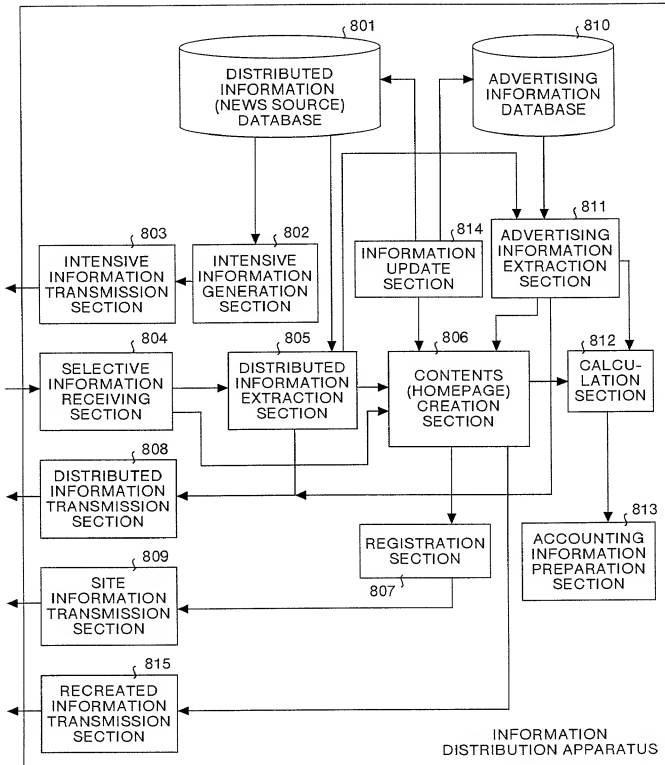 801
DISTRIBUTED
INFORMATION
(NEWS SOURCE)
DATABASE
810
ADVERTISING
INFORMATION
DATABASE
803
INTENSIVE
INFORMATION
TRANSMISSION
SECTION
802
INTENSIVE
INFORMATION
GENERATION
SECTION
814
INFORMATION
UPDATE
SECTION
811
ADVERTISING
INFORMATION
EXTRACTION
SECTION
804
SELECTIVE
INFORMATION
RECEIVING
SECTION
805
DISTRIBUTED
INFORMATION
EXTRACTION
SECTION
806
CONTENTS
(HOMEPAGE)
CREATION
SECTION
812
CALCU-
LATION
SECTION
808
DISTRIBUTED
INFORMATION
TRANSMISSION
SECTION
REGISTRATION
SECTION
807
813
ACCOUNTING
INFORMATION
PREPARATION
SECTION
809
SITE
INFORMATION
TRANSMISSION
SECTION
815
RECREATED
INFORMATION
TRANSMISSION
SECTION
INFORMATION
DISTRIBUTION APPARATUS